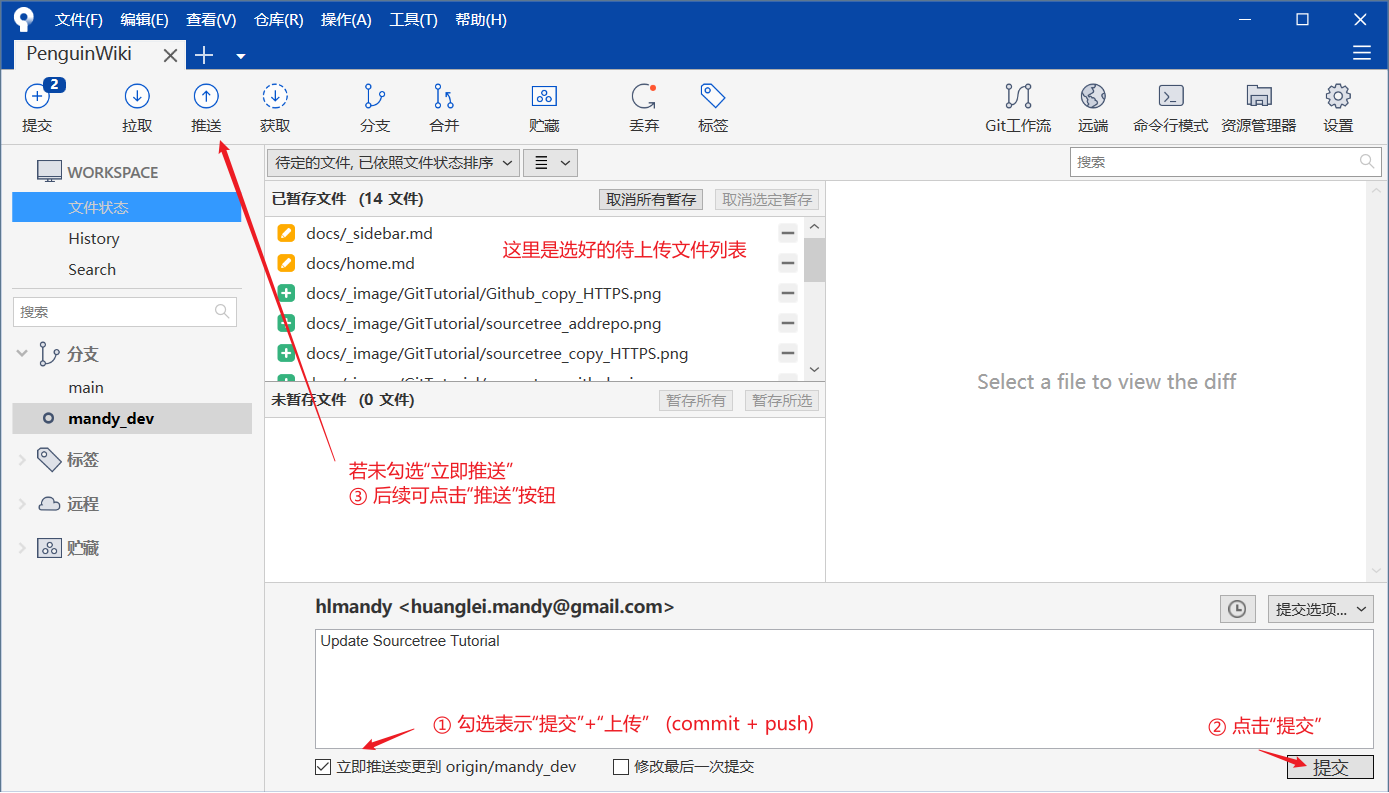 文件(F) 编辑(E) 查看(V) 仓库(R) 操作(A) 工具(T) 帮助(H)
PenguinWiki
2
提交 拉取 推送 获取 分支 合并 贮藏 丢弃 标签 Git工作流 远端 命令行模式 资源管理器 设置
WORKSPACE
文件状态
History
Search
搜索
分支
main
mandy_dev
标签
远程
贮藏
待定的文件, 已依照文件状态排序
搜索
已暂存文件 (14 文件) 取消所有暂存 取消选定暂存
docs/_sidebar.md
docs/home.md
这里是选好的待上传文件列表
docs/_image/GitTutorial/Github_copy_HTTPS.png
docs/_image/GitTutorial/sourcetree_addrepo.png
docs/_image/GitTutorial/sourcetree_copy_HTTPS.png
未暂存文件 (0 文件) 暂存所有 暂存所选
若未勾选“立即推送”
③ 后续可点击“推送”按钮
Select a file to view the diff
hlmandy <huanglei.mandy@gmail.com>
提交选项...
Update Sourcetree Tutorial
① 勾选表示“提交”+“上传” (commit + push)
② 点击“提交”
立即推送变更到 origin/mandy_dev 修改最后一次提交
提交